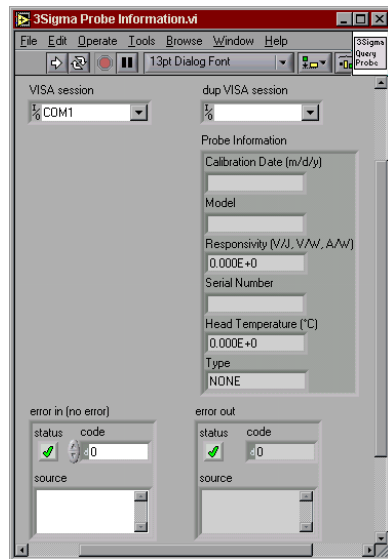 3Sigma Probe Information.vi
File Edit Operate Tools Browse Window Help
13pt Dialog Font
3Sigma
Query
Probe
VISA session
dup VISA session
COM1
Probe Information
Calibration Date (m/d/y)
Model
Responsivity (V/J, V/W, A/W)
0.000E+0
Serial Number
Head Temperature (°C)
0.000E+0
Type
NONE
error in (no error)
error out
status code
status code
0
0
source
source